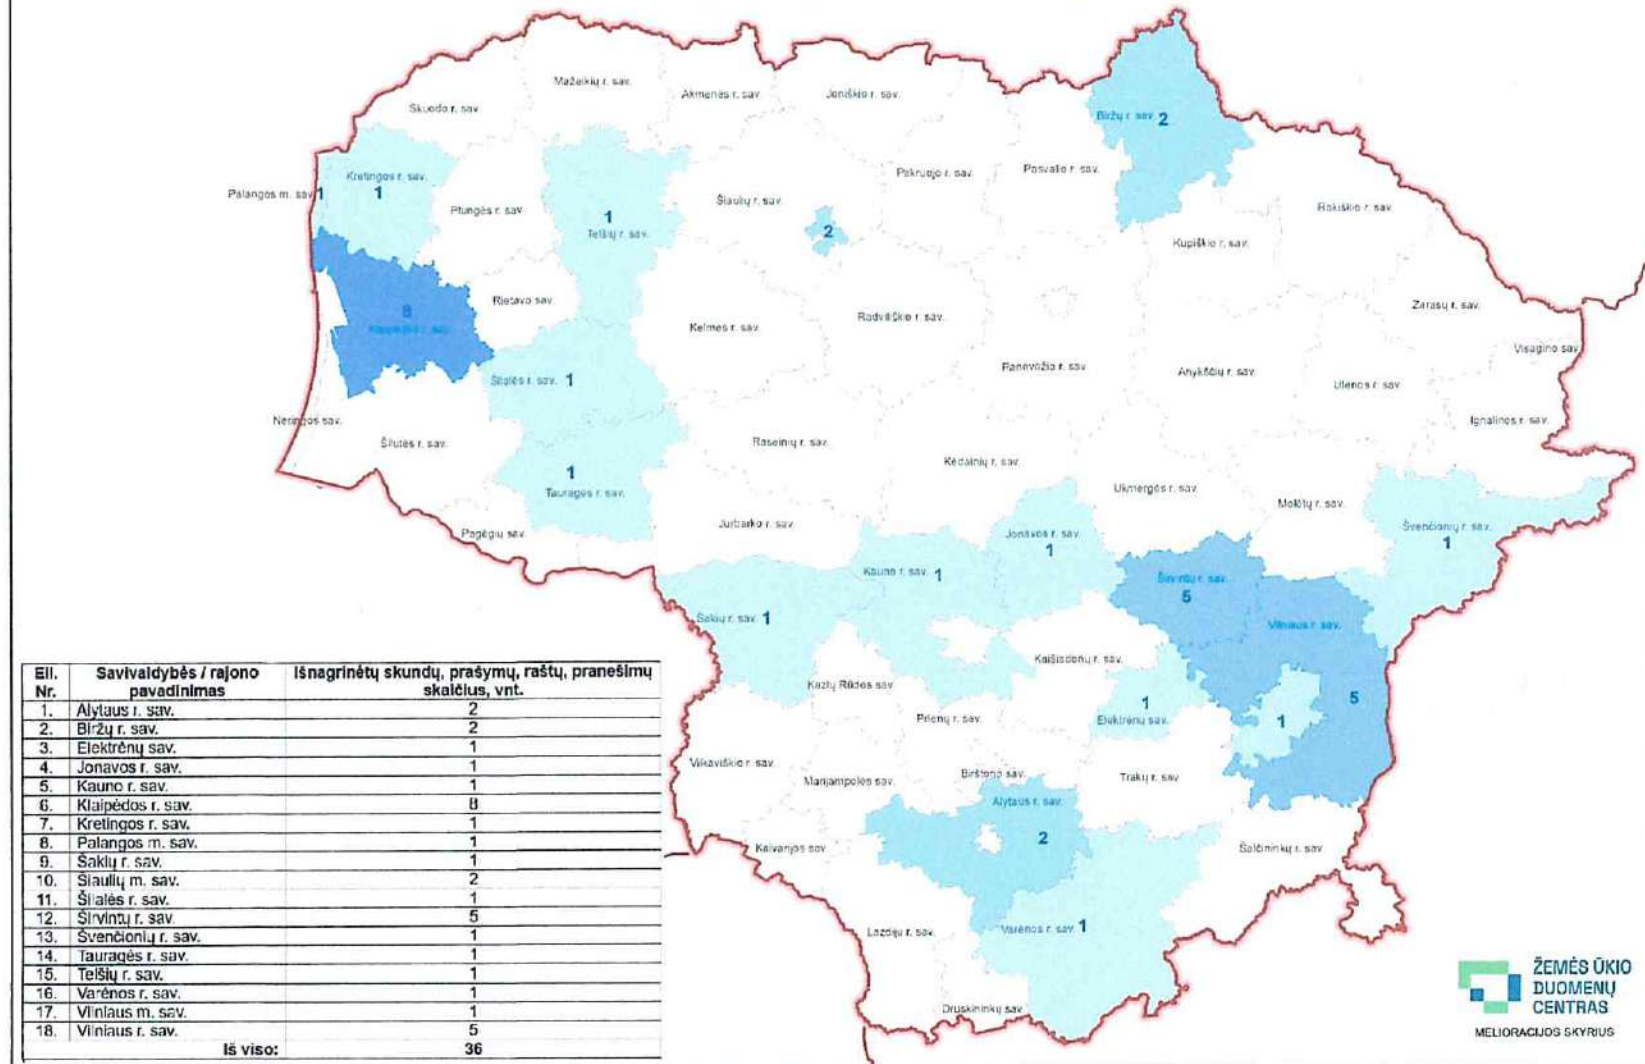 Mažeikių r. sav.
Akmenės r. sav.
Joniškio r. sav.
Skuodo r. sav.
Biržų r. sav. 2
Kretingos r. sav.
1
Palangos m. sav. 1
Plungės r. sav.
1
Telšių r. sav.
Šiaulių r. sav.
2
Pakruojo r. sav.
Pasvalio r. sav.
Rokiškio r. sav.
Kupiškio r. sav.
8
Klaipėdos r. sav.
Rietavo sav.
Kelmės r. sav.
Radviliškio r. sav.
Zarasų r. sav.
Visagino sav.
Panevėžio r. sav.
Anykščių r. sav.
Utenos r. sav.
Šilalės r. sav. 1
Neringos sav.
Šilutės r. sav.
Raseinių r. sav.
Kėdainių r. sav.
Ignalinos r. sav.
1
Tauragės r. sav.
Ukmergės r. sav.
Molėtų r. sav.
Pagėgių sav.
Jurbarko r. sav.
Jonavos r. sav.
1
Švenčionių r. sav.
1
Kauno r. sav. 1
Širvintų r. sav.
5
Šakių r. sav. 1
Vilniaus r. sav.
5
Kaišiadorių r. sav.
Kazlų Rūdos sav.
1
Elektrėnų sav.
1
Prienų r. sav.
Vilkaviškio r. sav.
Marijampolės sav.
Birštono sav.
Trakų r. sav.
Alytaus r. sav.
2
Kalvarijos sav.
Šalčininkų r. sav.
Lazdijų r. sav.
Varėnos r. sav. 1
Druskininkų sav.
Eil. Nr. Savivaldybės / rajono pavadinimas Išnagrinėtų skundų, prašymų, raštų, pranešimų skaičius, vnt.
1. Alytaus r. sav. 2
2. Biržų r. sav. 2
3. Elektrėnų sav. 1
4. Jonavos r. sav. 1
5. Kauno r. sav. 1
6. Klaipėdos r. sav. 8
7. Kretingos r. sav. 1
8. Palangos m. sav. 1
9. Šakių r. sav. 1
10. Šiaulių m. sav. 2
11. Šilalės r. sav. 1
12. Širvintų r. sav. 5
13. Švenčionių r. sav. 1
14. Tauragės r. sav. 1
15. Telšių r. sav. 1
16. Varėnos r. sav. 1
17. Vilniaus m. sav. 1
18. Vilniaus r. sav. 5
Iš viso: 36
ŽEMĖS ŪKIO
DUOMENŲ
CENTRAS
MELIORACIJOS SKYRIUS